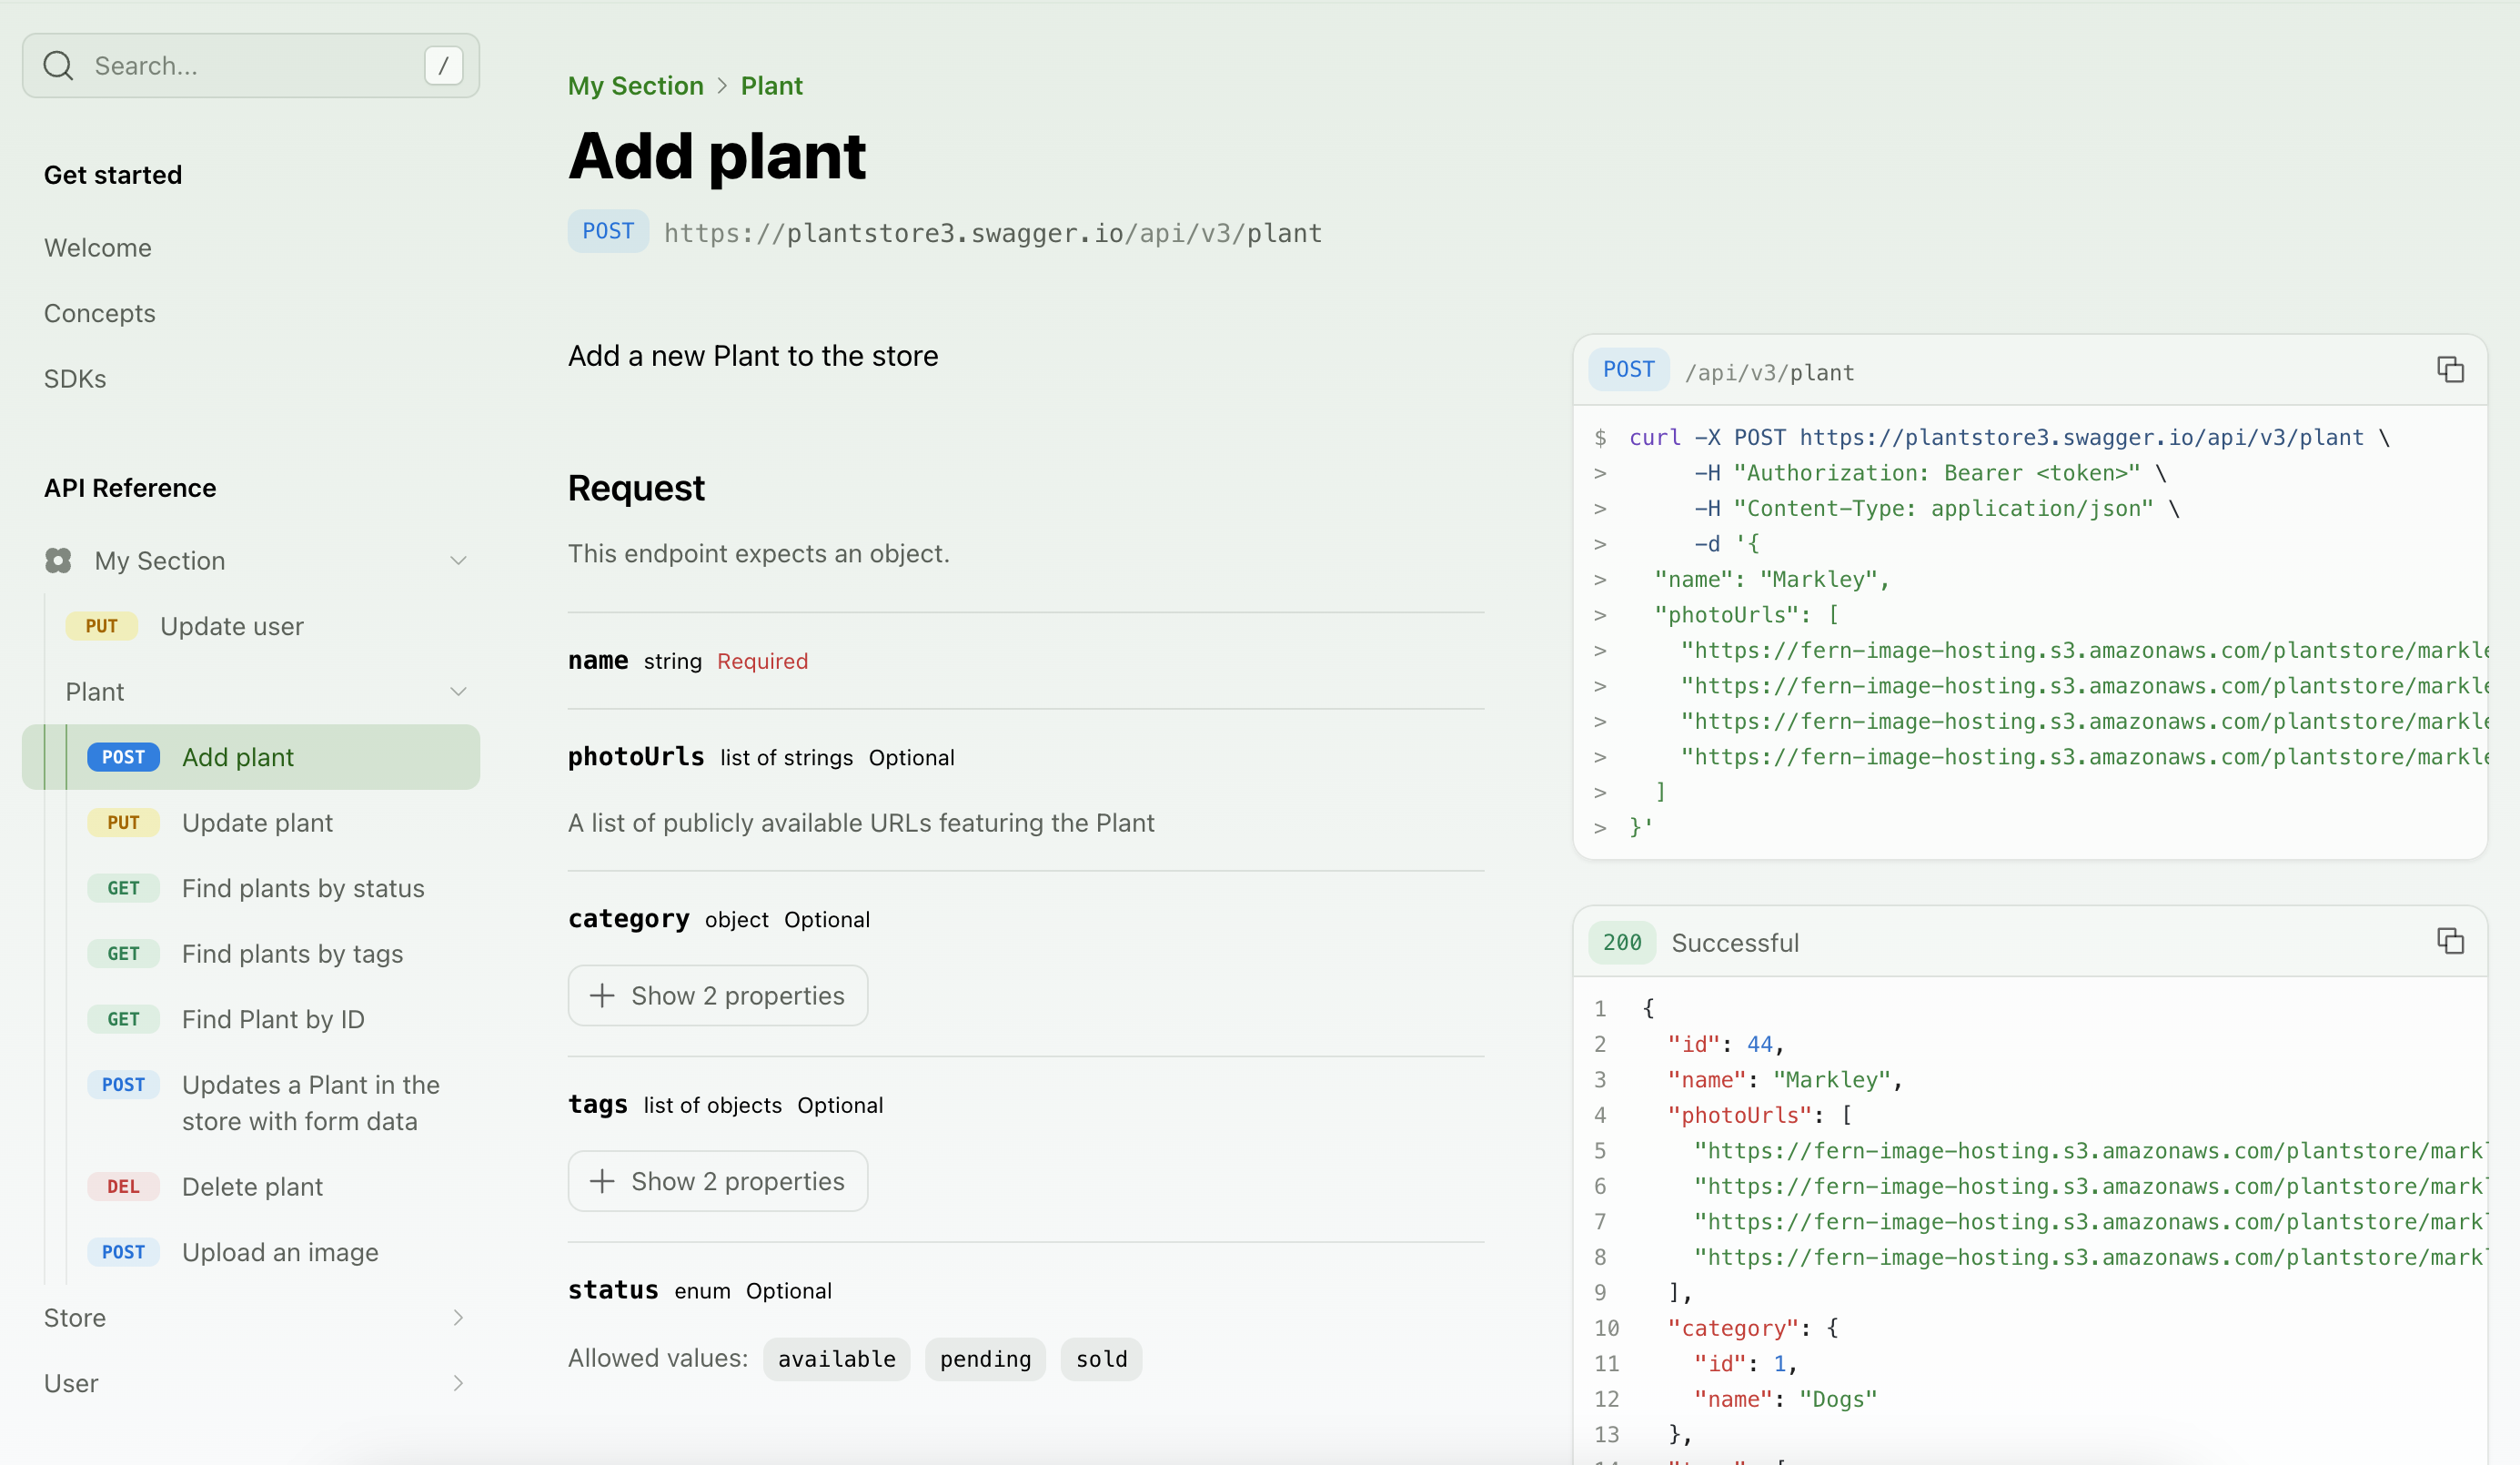 Search...
/
Get started
Welcome
Concepts
SDKs
API Reference
My Section
PUT Update user
Plant
POST Add plant
PUT Update plant
GET Find plants by status
GET Find plants by tags
GET Find Plant by ID
POST Updates a Plant in the
store with form data
DEL Delete plant
POST Upload an image
Store
User
My Section > Plant
Add plant
POST https://plantstore3.swagger.io/api/v3/plant
Add a new Plant to the store
Request
This endpoint expects an object.
name string Required
photoUrls list of strings Optional
A list of publicly available URLs featuring the Plant
category object Optional
+ Show 2 properties
tags list of objects Optional
+ Show 2 properties
status enum Optional
Allowed values: available pending sold
POST /api/v3/plant
$ curl -X POST https://plantstore3.swagger.io/api/v3/plant \
> -H "Authorization: Bearer <token>" \
> -H "Content-Type: application/json" \
> -d '{
> "name": "Markley",
> "photoUrls": [
> "https://fern-image-hosting.s3.amazonaws.com/plantstore/markle
> "https://fern-image-hosting.s3.amazonaws.com/plantstore/markle
> "https://fern-image-hosting.s3.amazonaws.com/plantstore/markle
> "https://fern-image-hosting.s3.amazonaws.com/plantstore/markle
> ]
> }'
200 Successful
1 {
2 "id": 44,
3 "name": "Markley",
4 "photoUrls": [
5 "https://fern-image-hosting.s3.amazonaws.com/plantstore/markl
6 "https://fern-image-hosting.s3.amazonaws.com/plantstore/markl
7 "https://fern-image-hosting.s3.amazonaws.com/plantstore/markl
8 "https://fern-image-hosting.s3.amazonaws.com/plantstore/markl
9 ],
10 "category": {
11 "id": 1,
12 "name": "Dogs"
13 },